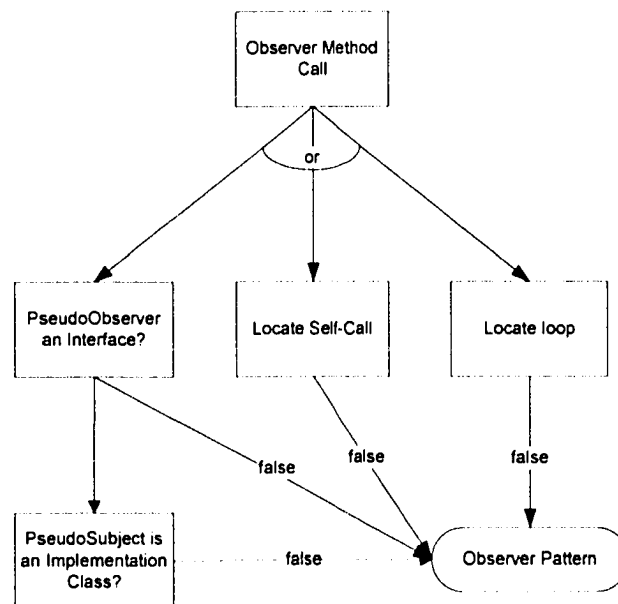 Observer Method
Call
or
PseudoObserver
an Interface?
Locate Self-Call
Locate loop
false
false
false
PseudoSubject is
an Implementation
Class?
false
Observer Pattern